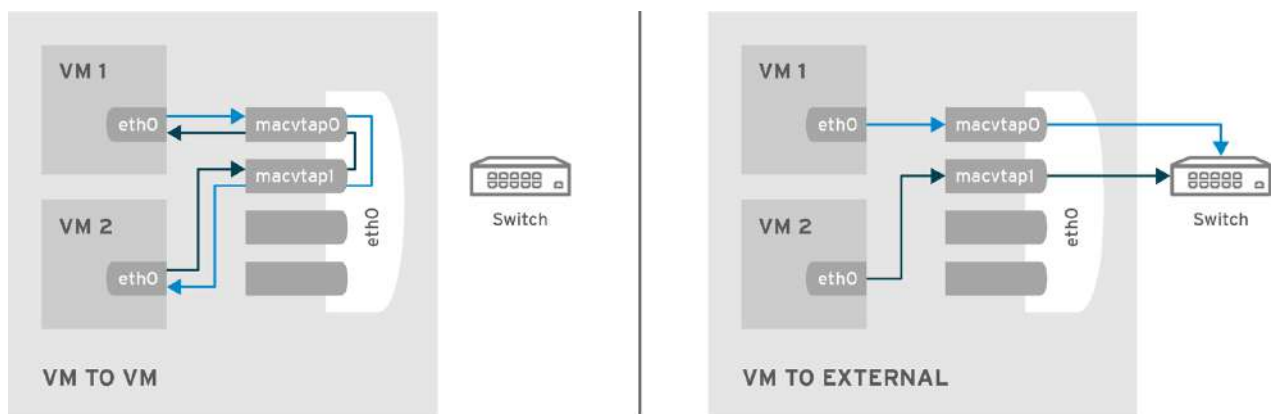 VM 1
eth0
macvtap0
macvtap1
VM 2
eth0
eth0
Switch
VM TO VM
VM 1
eth0
macvtap0
macvtap1
VM 2
eth0
eth0
Switch
VM TO EXTERNAL